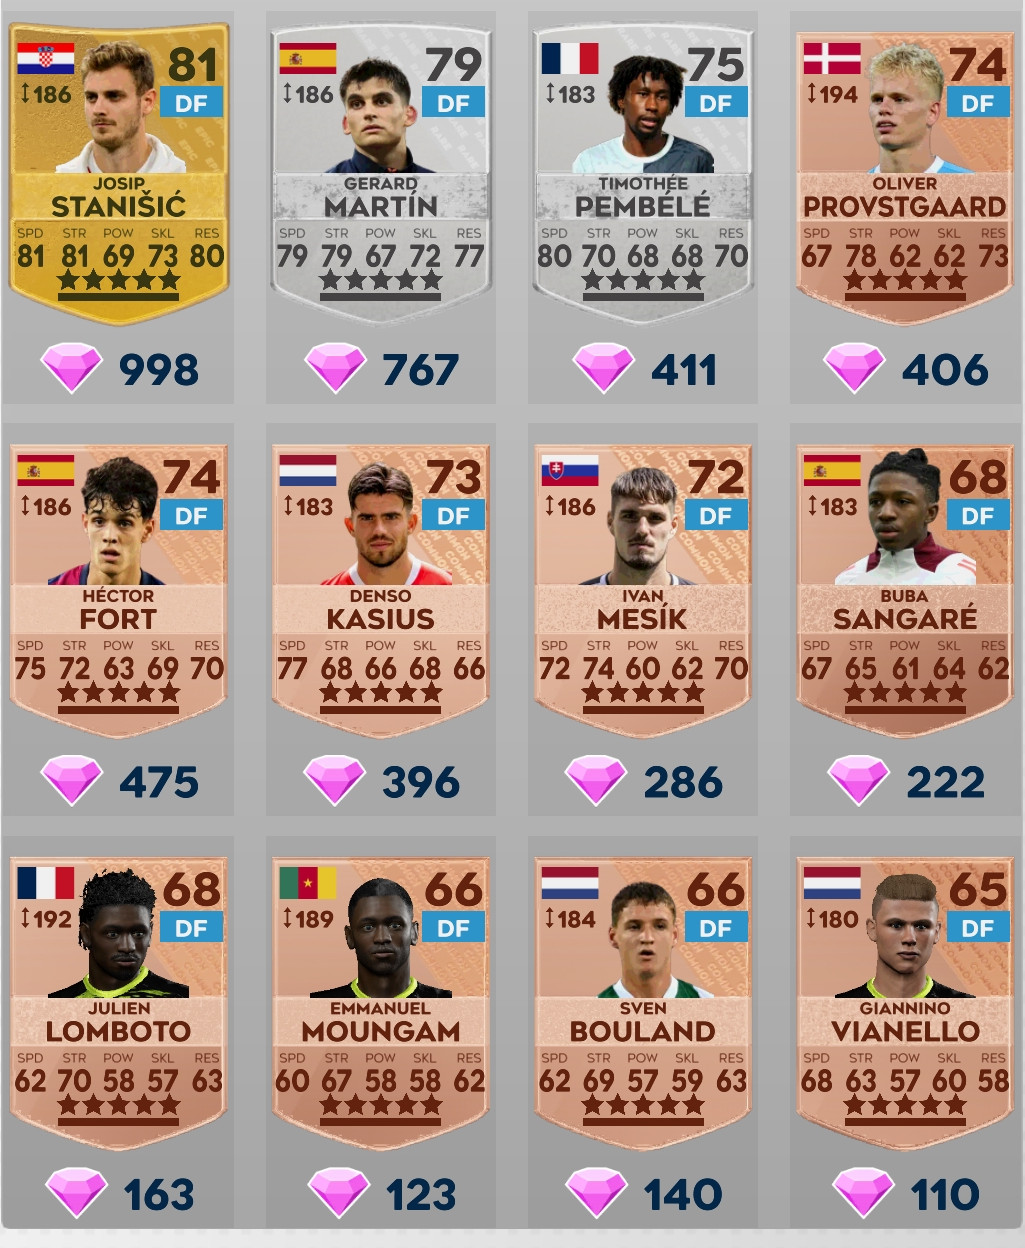 81
186
DF
JOSIP
STANIŠIĆ
SPD STR POW SKL RES
81 81 69 73 80
998
79
186
DF
GERARD
MARTÍN
SPD STR POW SKL RES
79 79 67 72 77
767
75
183
DF
TIMOTHÉE
PEMBÉLÉ
SPD STR POW SKL RES
80 70 68 68 70
411
74
194
DF
OLIVER
PROVSTGAARD
SPD STR POW SKL RES
67 78 62 62 73
406
74
186
DF
HÉCTOR
FORT
SPD STR POW SKL RES
75 72 63 69 70
475
73
183
DF
DENSO
KASIUS
SPD STR POW SKL RES
77 68 66 68 66
396
72
186
DF
IVAN
MESÍK
SPD STR POW SKL RES
72 74 60 62 70
286
68
183
DF
BUBA
SANGARÉ
SPD STR POW SKL RES
67 65 61 64 62
222
68
192
DF
JULIEN
LOMBOTO
SPD STR POW SKL RES
62 70 58 57 63
163
66
189
DF
EMMANUEL
MOUNGAM
SPD STR POW SKL RES
60 67 58 58 62
123
66
184
DF
SVEN
BOULAND
SPD STR POW SKL RES
62 69 57 59 63
140
65
180
DF
GIANNINO
VIANELLO
SPD STR POW SKL RES
68 63 57 60 58
110